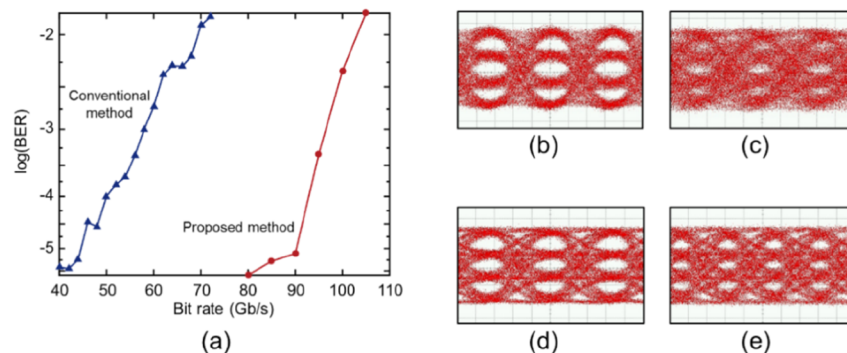 -2
-3
-4
-5
log(BER)
Conventional
method
Proposed method
40 50 60 70 80 90 100 110
Bit rate (Gb/s)
(a)
(b)
(c)
(d)
(e)